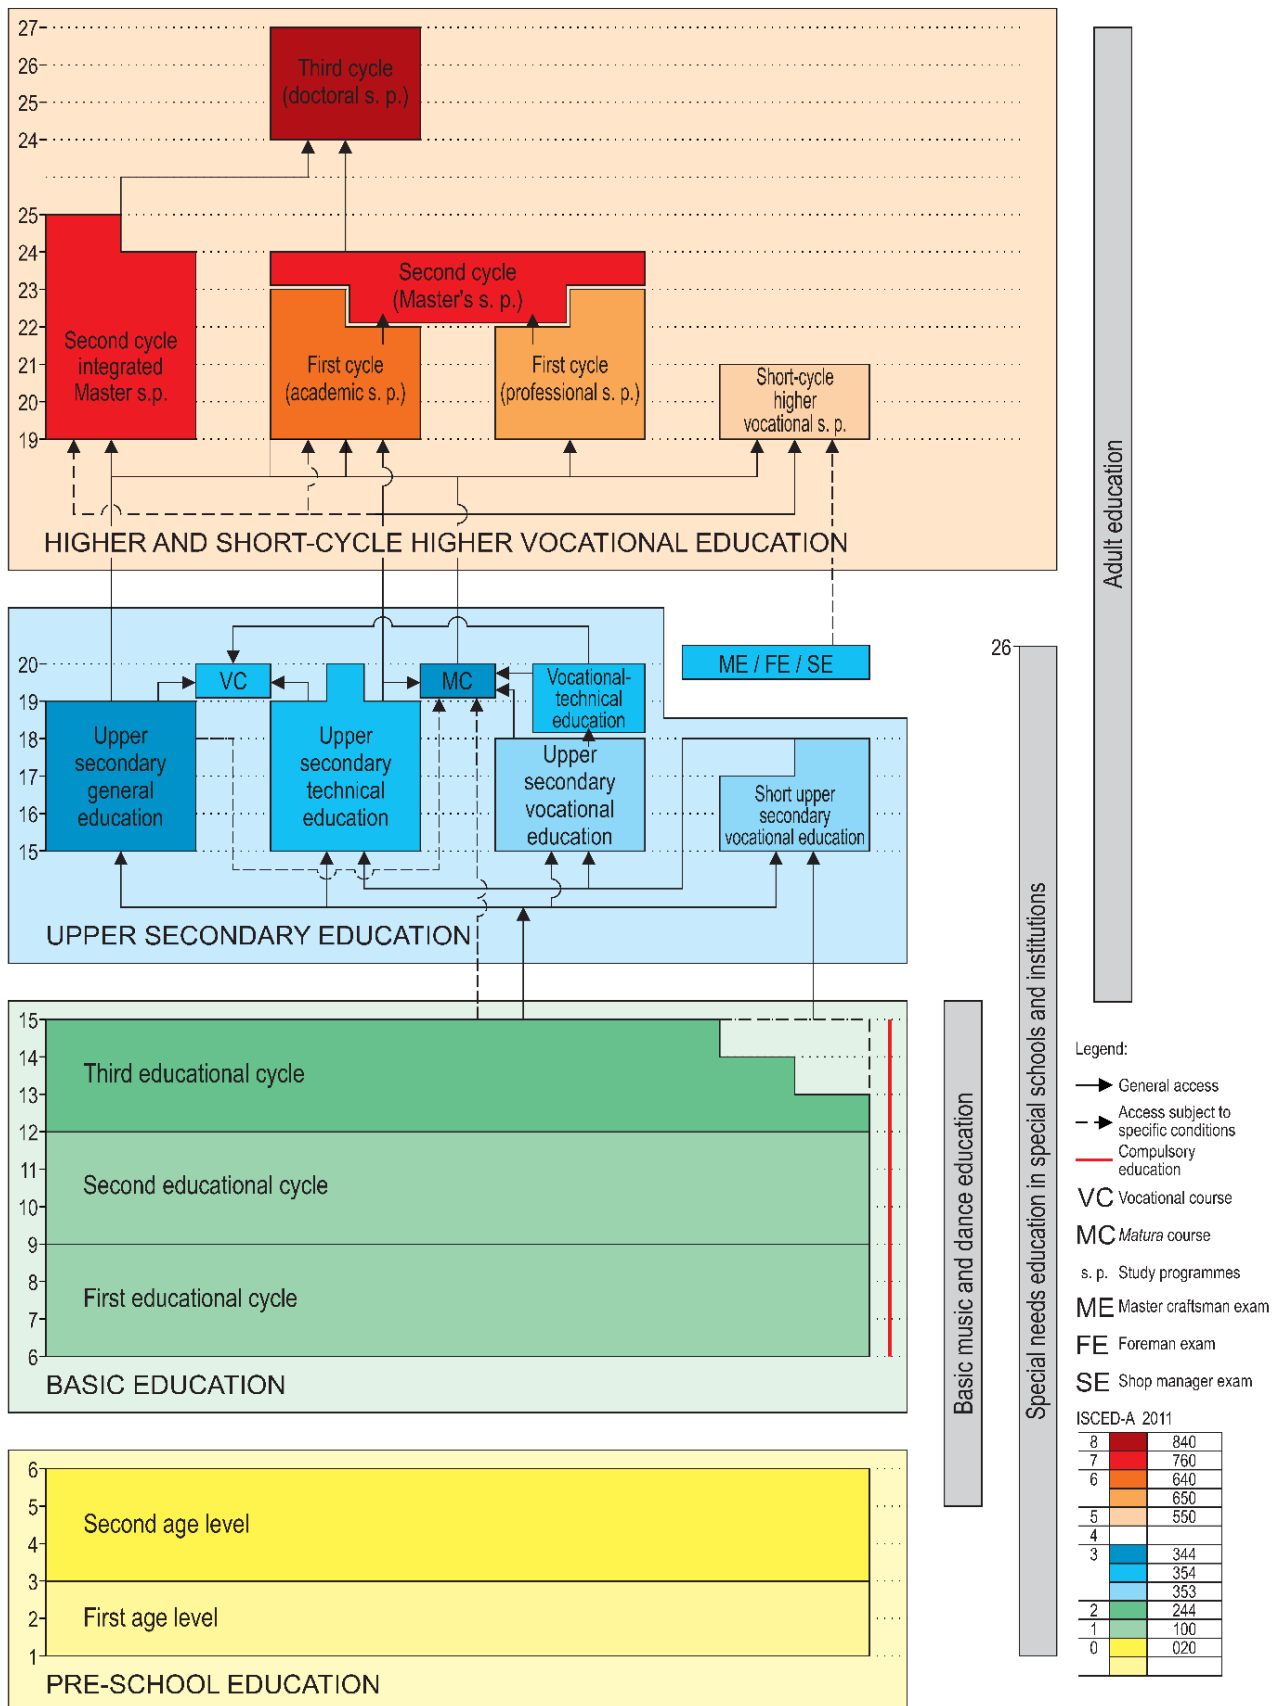 27
26
25
24
25
24
23
22
21
20
19
Third cycle
(doctoral s. p.)
Second cycle
(Master's s. p.)
Second cycle
integrated
Master s.p.
First cycle
(academic s. p.)
First cycle
(professional s. p.)
Short-cycle
higher
vocational s. p.
HIGHER AND SHORT-CYCLE HIGHER VOCATIONAL EDUCATION
20
19
18
17
16
15
VC
MC
Vocational-
technical
education
ME / FE / SE
Upper
secondary
general
education
Upper
secondary
technical
education
Upper
secondary
vocational
education
Short upper
secondary
vocational education
UPPER SECONDARY EDUCATION
15
14
13
12
11
10
9
8
7
6
Third educational cycle
Second educational cycle
First educational cycle
BASIC EDUCATION
6
5
4
3
2
1
Second age level
First age level
PRE-SCHOOL EDUCATION
Basic music and dance education
26
Special needs education in special schools and institutions
Adult education
Legend:
General access
Access subject to
specific conditions
Compulsory
education
VC Vocational course
MC Matura course
s. p. Study programmes
ME Master craftsman exam
FE Foreman exam
SE Shop manager exam
ISCED-A 2011
8 840
7 760
6 640
650
5 550
4
3 344
354
353
2 244
1 100
0 020